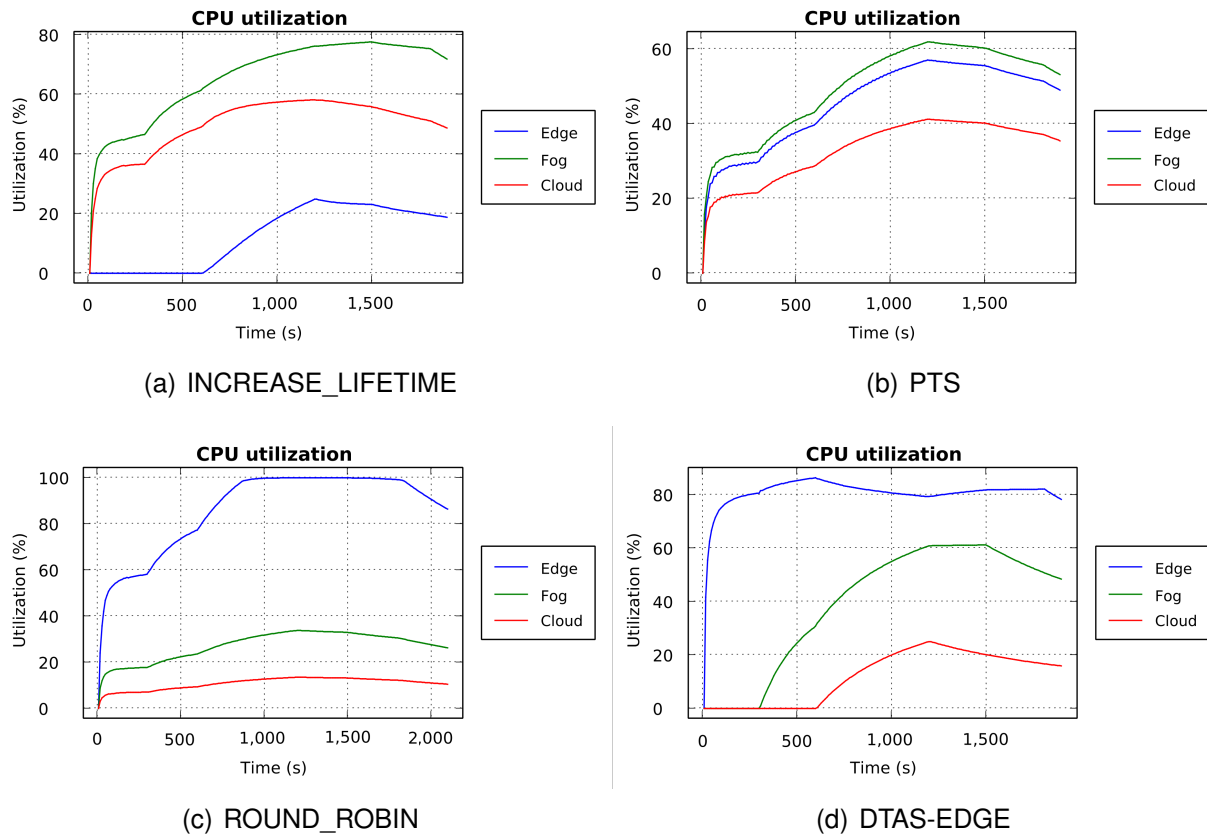 CPU utilization
Utilization (%)
80
60
40
20
0
0 500 1,000 1,500
Time (s)
Edge
Fog
Cloud
(a) INCREASE_LIFETIME
CPU utilization
Utilization (%)
60
40
20
0
0 500 1,000 1,500
Time (s)
Edge
Fog
Cloud
(b) PTS
CPU utilization
Utilization (%)
100
80
60
40
20
0
0 500 1,000 1,500 2,000
Time (s)
Edge
Fog
Cloud
(c) ROUND_ROBIN
CPU utilization
Utilization (%)
80
60
40
20
0
0 500 1,000 1,500
Time (s)
Edge
Fog
Cloud
(d) DTAS-EDGE